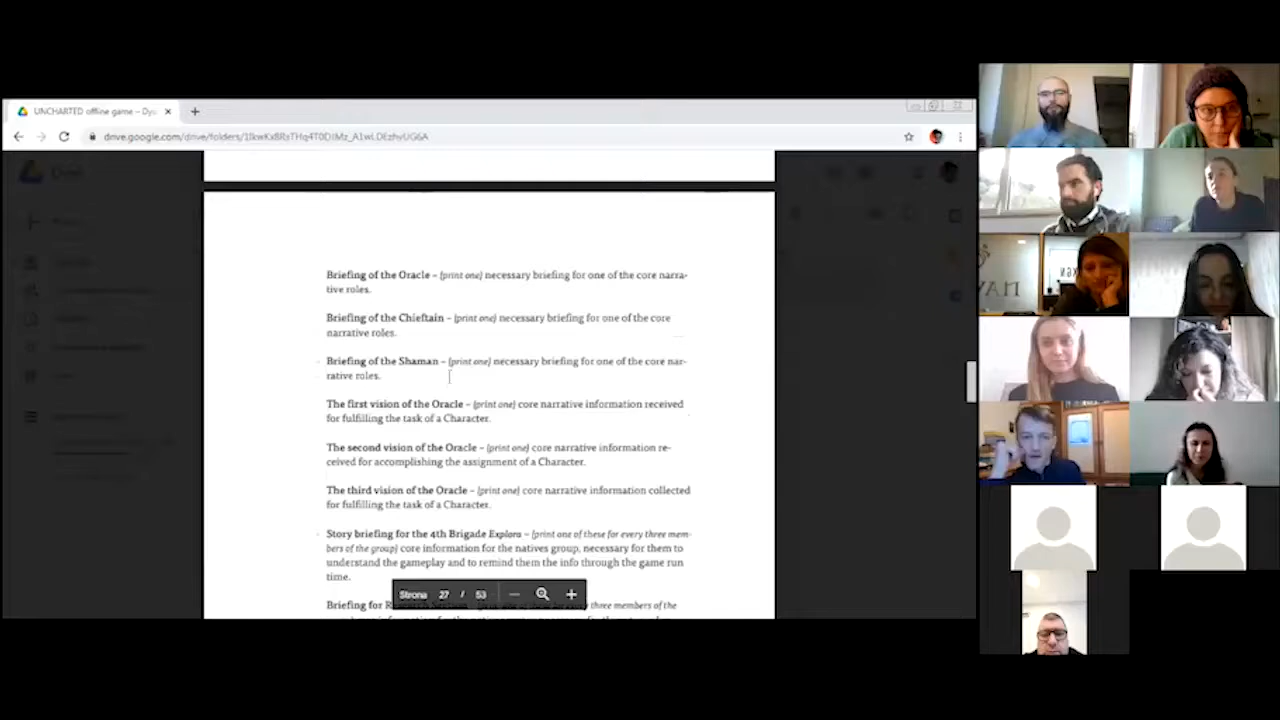 UNCHARTED offline game – Dys
drive.google.com/drive/folders/
Briefing of the Oracle – (print one) necessary briefing for one of the core narra-
tive roles.
Briefing of the Chieftain – (print one) necessary briefing for one of the core
narrative roles.
Briefing of the Shaman – (print one) necessary briefing for one of the core nar-
rative roles.
The first vision of the Oracle – (print one) core narrative information received
for fulfilling the task of a Character.
The second vision of the Oracle – (print one) core narrative information re-
ceived for accomplishing the assignment of a Character.
The third vision of the Oracle – (print one) core narrative information collected
for fulfilling the task of a Character.
Story briefing for the 4th Brigade Explora – (print one of these for every three mem-
bers of the group) core information for the natives group, necessary for them to
understand the gameplay and to remind them the info through the game run
time.
Strona 27 / 53
Briefing for three members of the